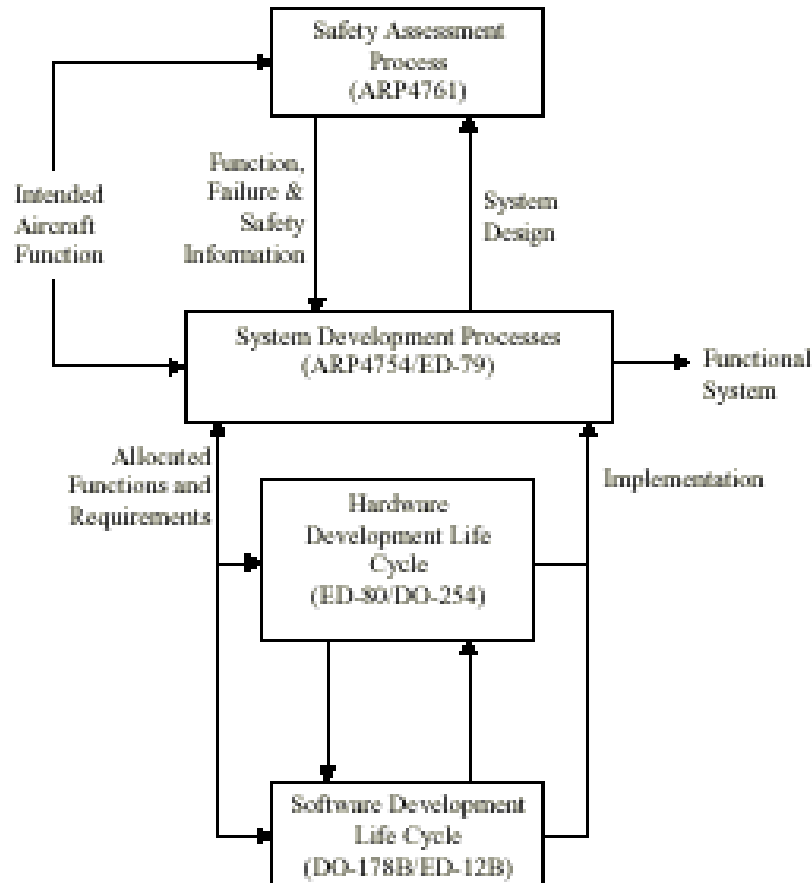 Safety Assessment
Process
(ARP4761)
Intended
Aircraft
Function
Function,
Failure &
Safety
Information
System
Design
System Development Processes
(ARP4754/ED-79)
Functional
System
Allocated
Functions and
Requirements
Implementation
Hardware
Development Life
Cycle
(ED-80/DO-254)
Software Development
Life Cycle
(DO-178B/ED-12B)